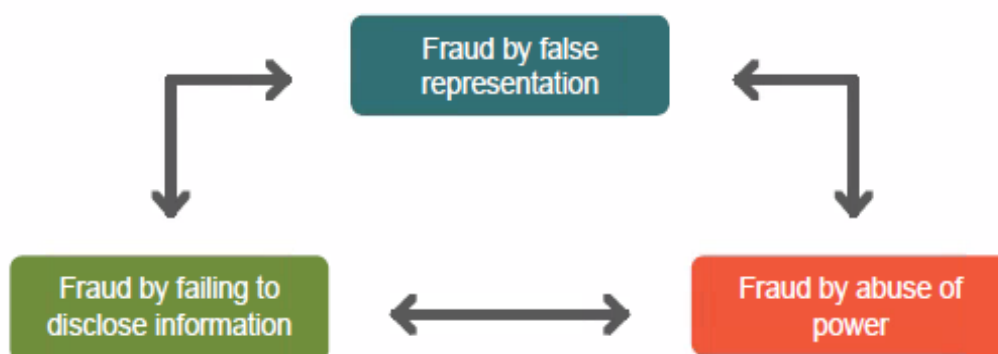 Fraud by false
representation
Fraud by failing to
disclose information
Fraud by abuse of
power